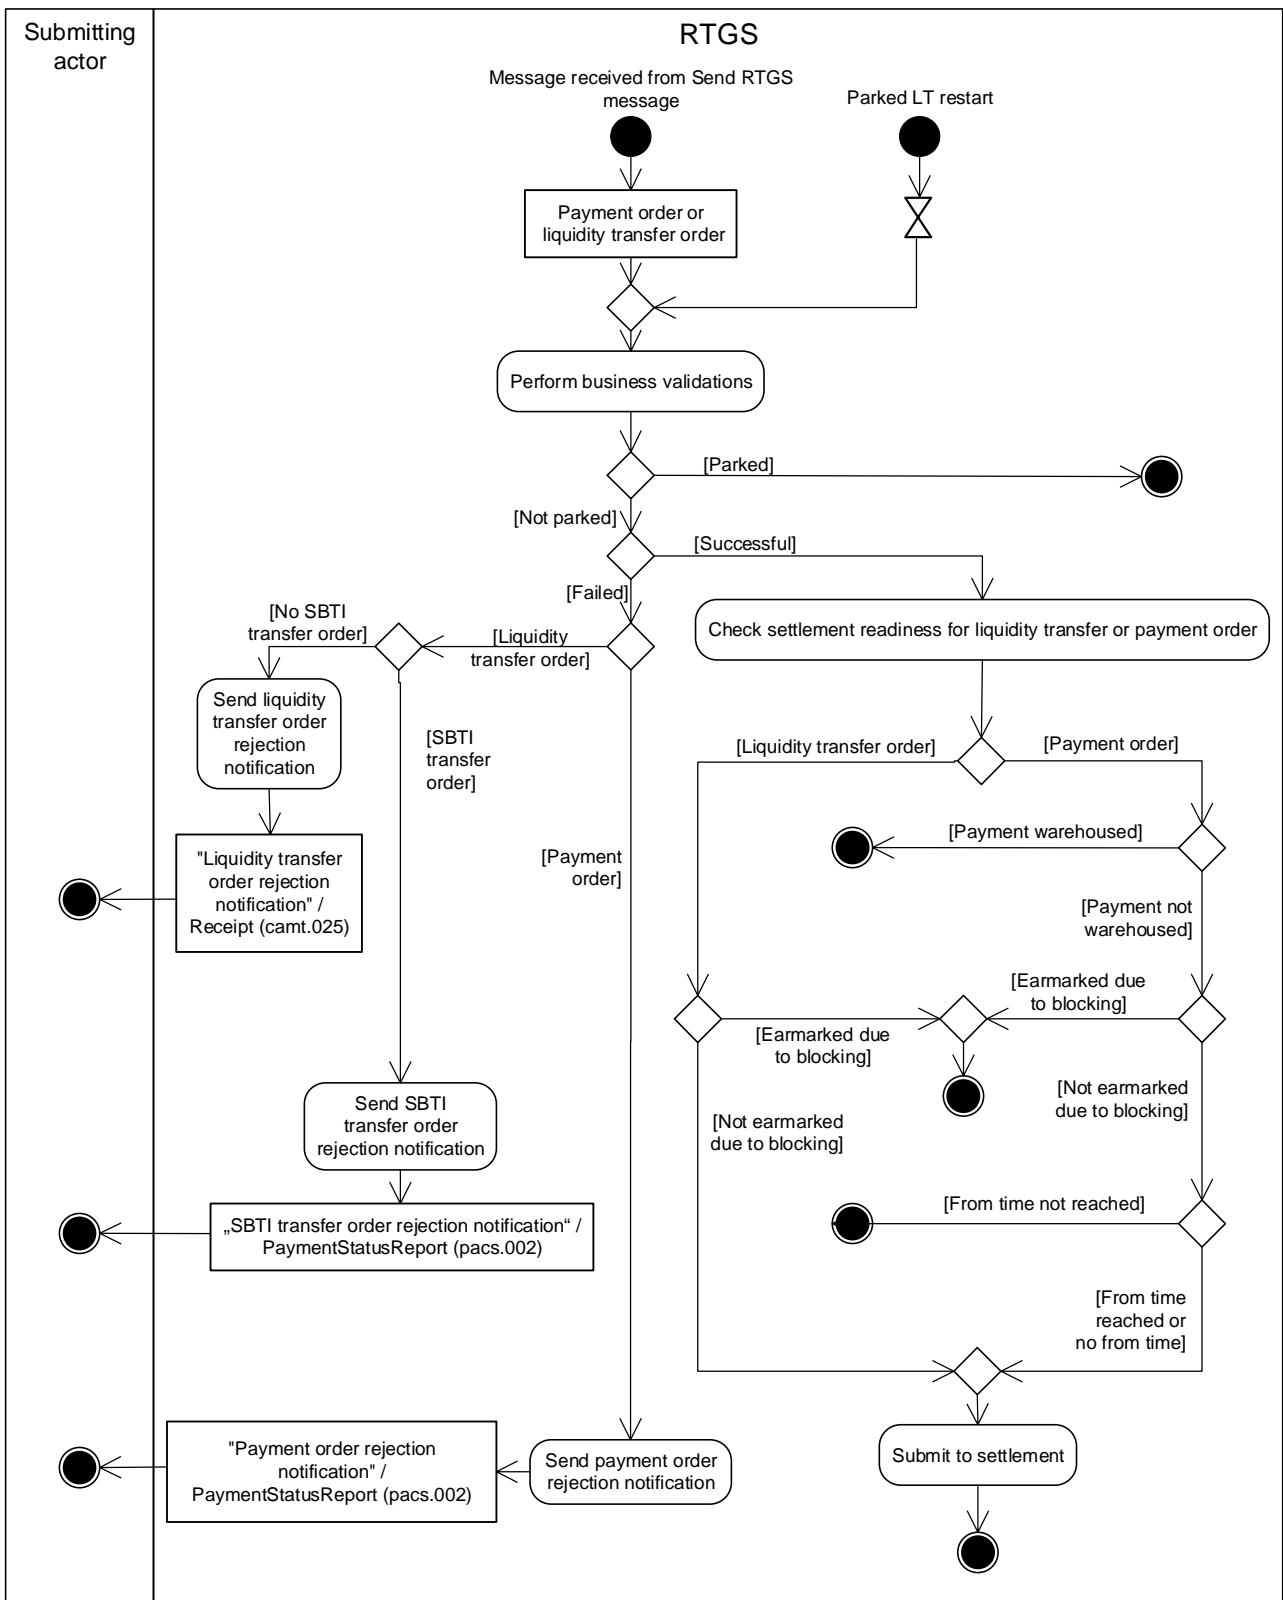 Submitting
actor
RTGS
Message received from Send RTGS
message
Parked LT restart
Payment order or
liquidity transfer order
Perform business validations
[Parked]
[Not parked]
[Successful]
[Failed]
[No SBTI
transfer order]
[Liquidity
transfer order]
Check settlement readiness for liquidity transfer or payment order
Send liquidity
transfer order
rejection
notification
[SBTI
transfer
order]
[Liquidity transfer order]
[Payment order]
"Liquidity transfer
order rejection
notification" /
Receipt (camt.025)
[Payment
order]
[Payment warehoused]
[Payment not
warehoused]
[Earmarked due
to blocking]
[Earmarked due
to blocking]
Send SBTI
transfer order
rejection notification
[Not earmarked
due to blocking]
[Not earmarked
due to blocking]
„SBTI transfer order rejection notification“ /
PaymentStatusReport (pacs.002)
[From time not reached]
[From time
reached or
no from time]
"Payment order rejection
notification" /
PaymentStatusReport (pacs.002)
Send payment order
rejection notification
Submit to settlement